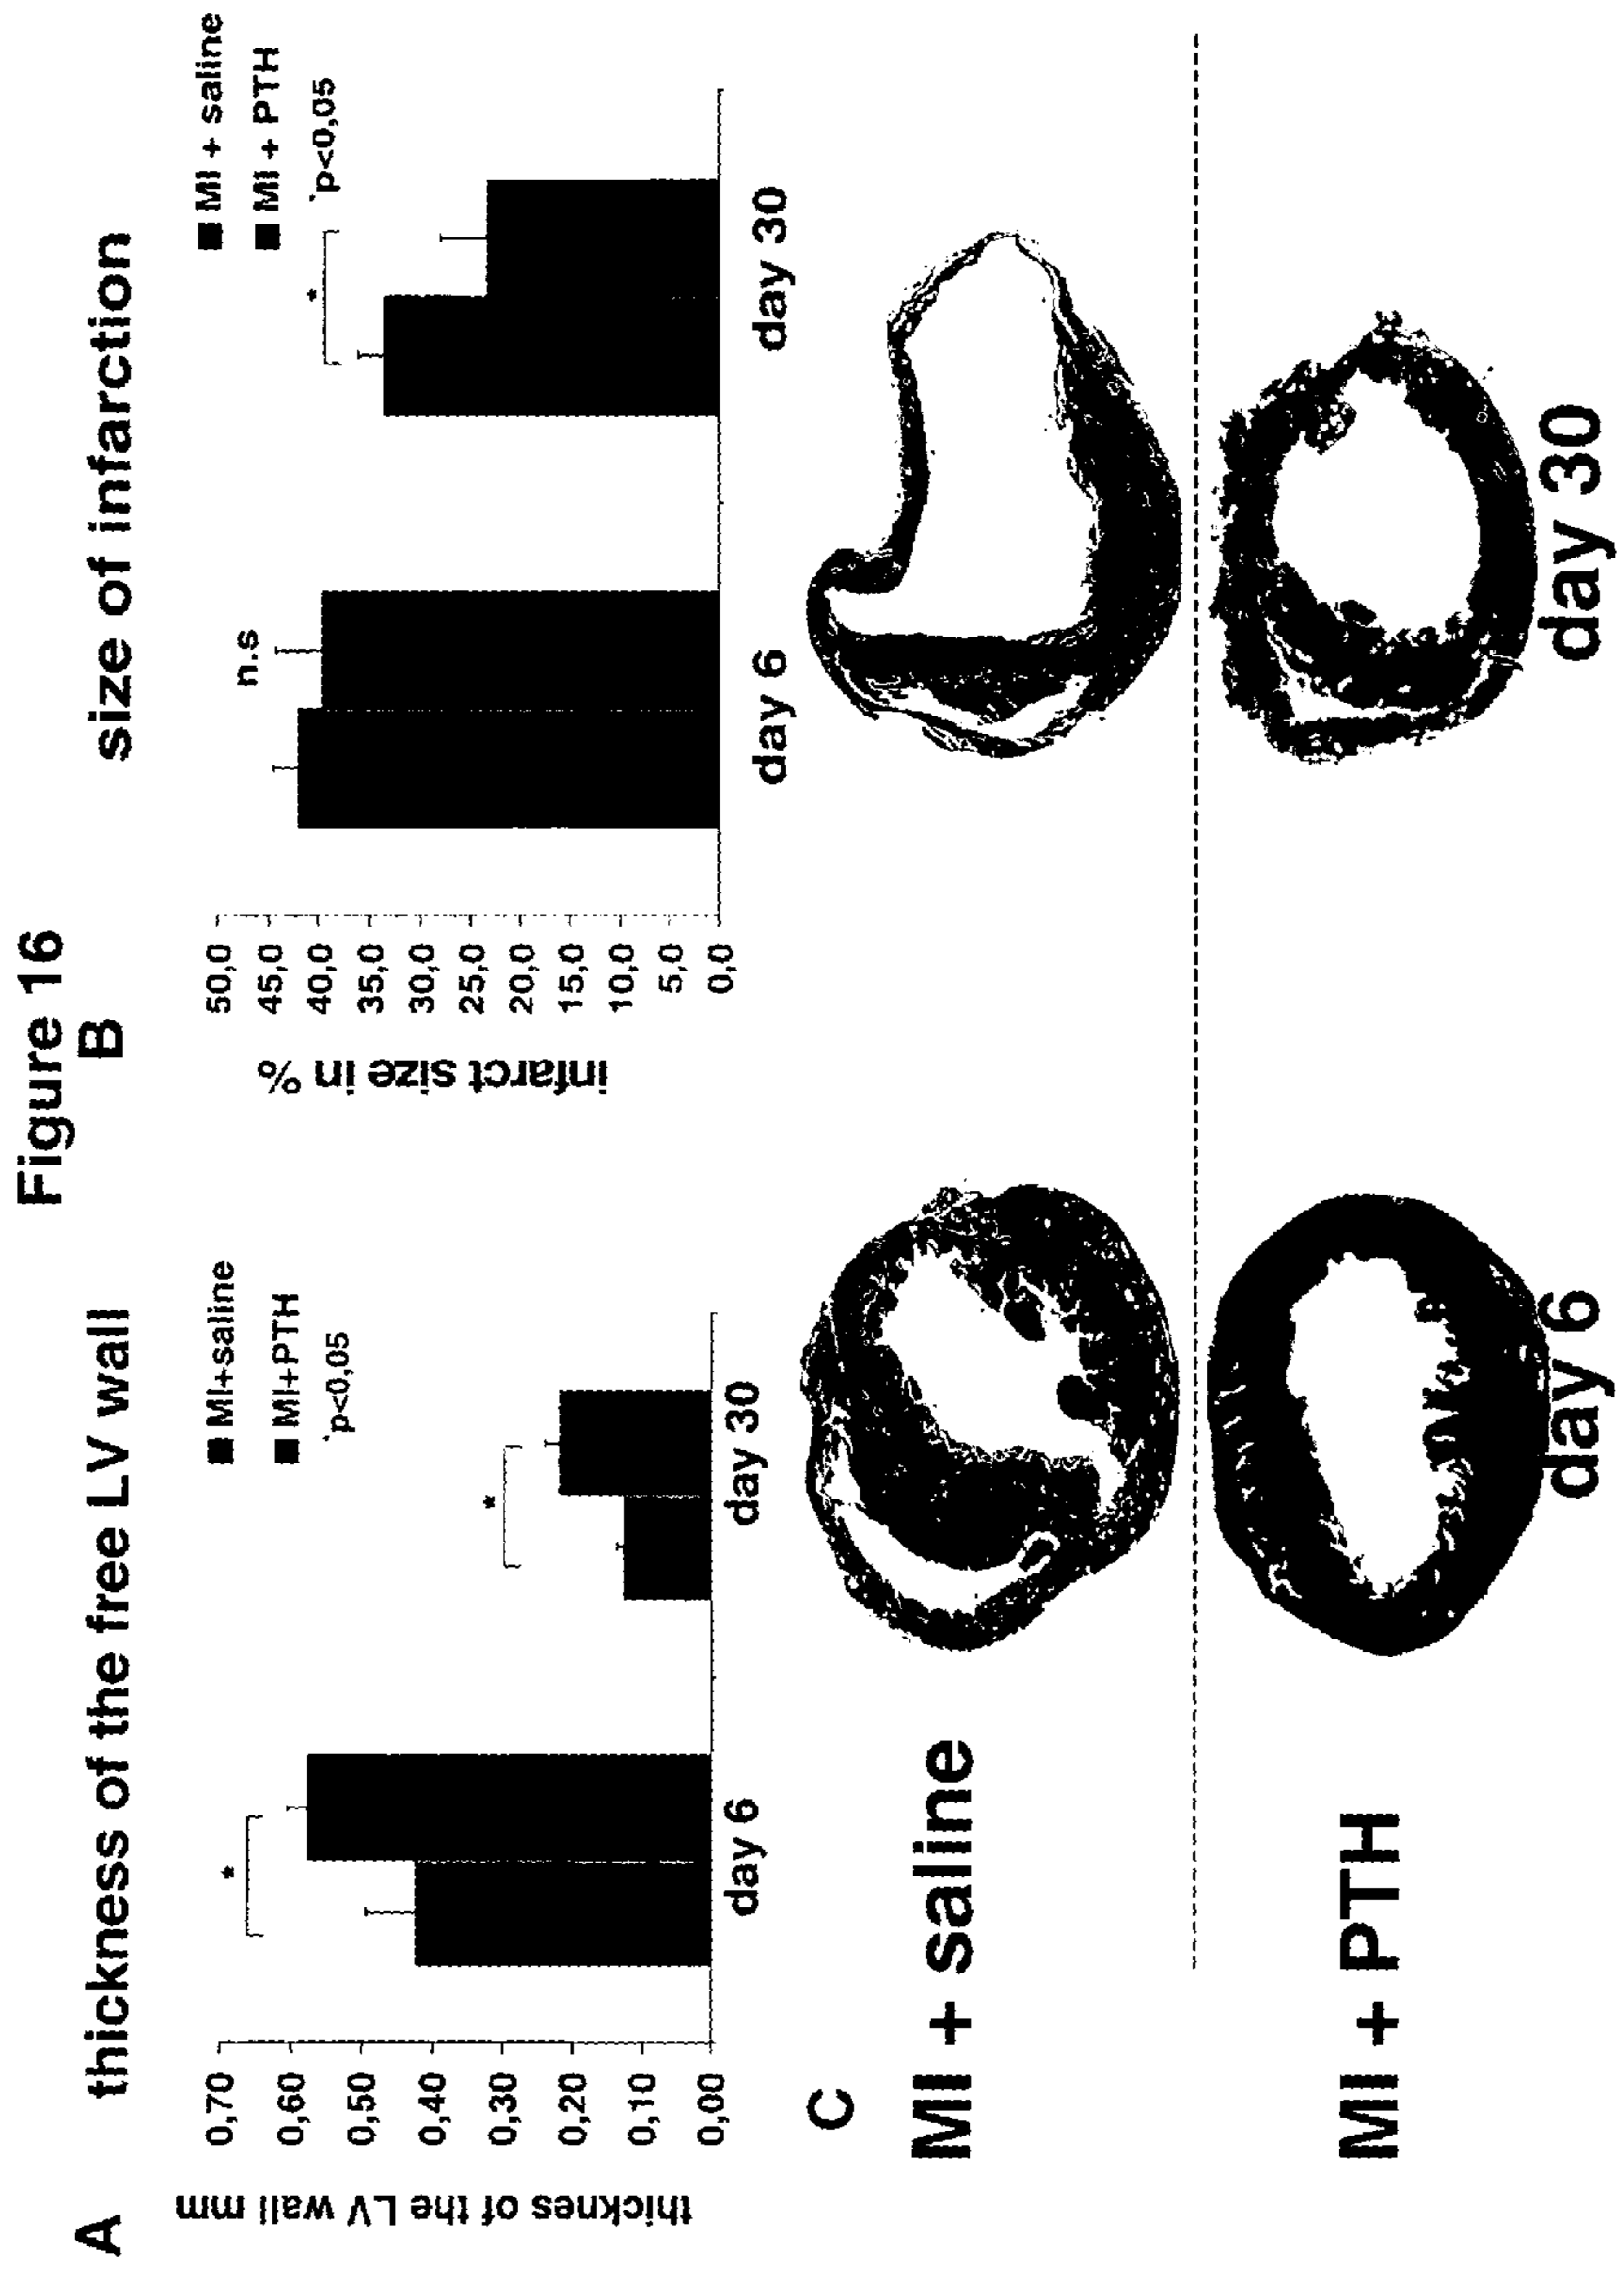 Figure 16
A thickness of the free LV wall
thicknes of the LV wall mm
0,70
0,60
0,50
0,40
0,30
0,20
0,10
0,00
*
*
day 6
day 30
MI+saline
MI+PTH
*p<0,05
B
size of infarction
infarct size in %
50,0
45,0
40,0
35,0
30,0
25,0
20,0
15,0
10,0
5,0
0,0
n.s
*
day 6
day 30
MI + saline
MI + PTH
*p<0,05
C
MI + saline
MI + PTH
day 6
day 30